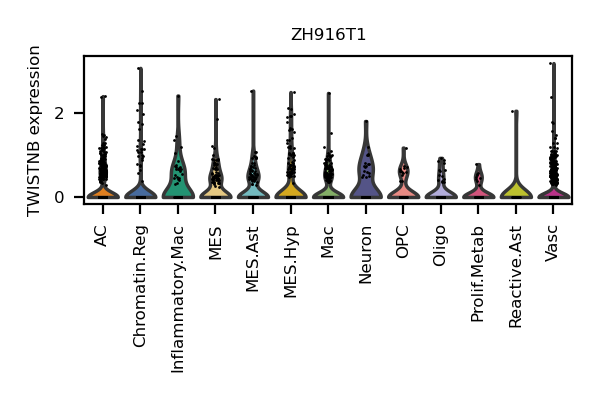 ZH916T1
TWISTNB expression
2
0
AC
Chromatin.Reg
Inflammatory.Mac
MES
MES.Ast
MES.Hyp
Mac
Neuron
OPC
Oligo
Prolif.Metab
Reactive.Ast
Vasc